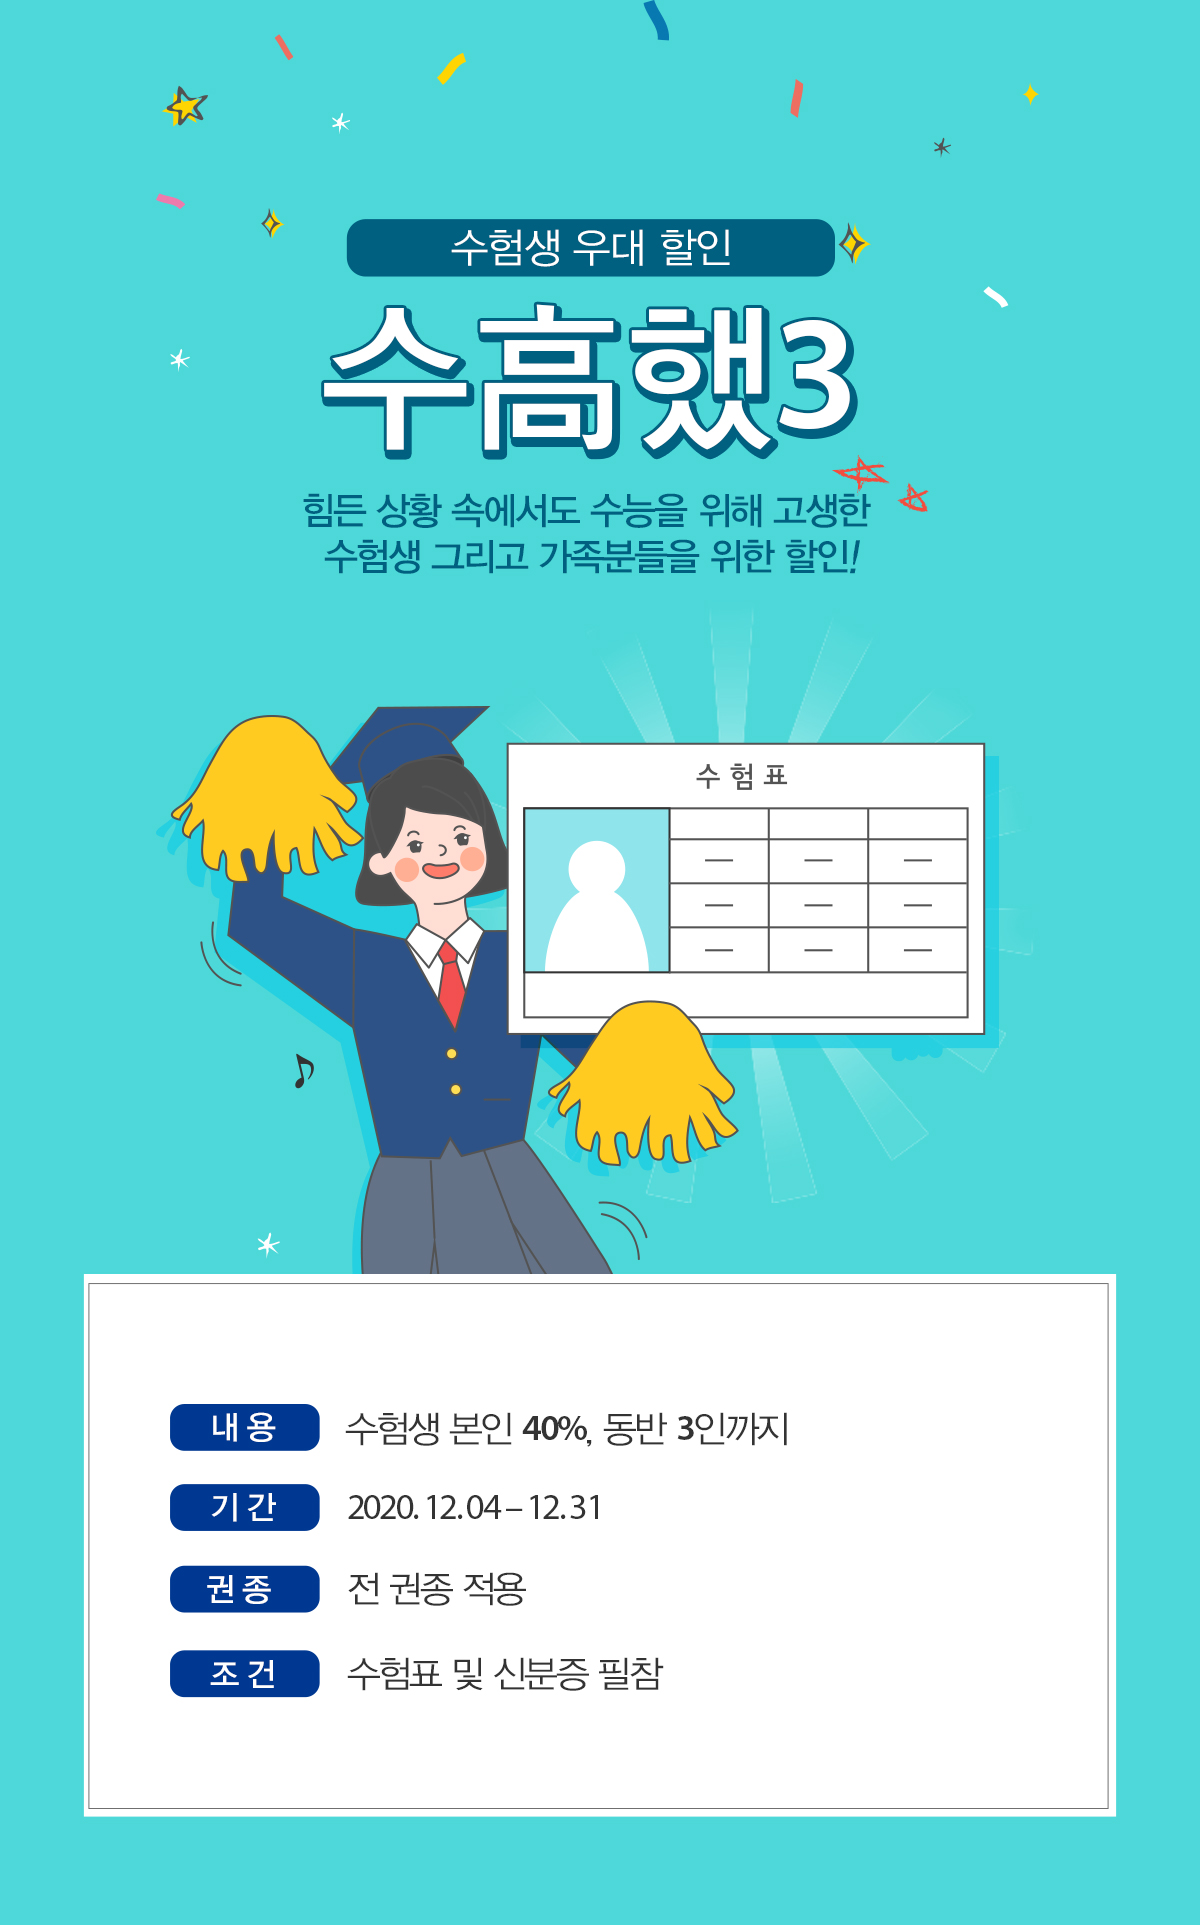 수험생 우대 할인
수高했3
힘든 상황 속에서도 수능을 위해 고생한
수험생 그리고 가족분들을 위한 할인!
수험표
내용 수험생 본인 40%, 동반 3인까지
기간 2020. 12. 04 – 12. 31
권종 전 권종 적용
조건 수험표 및 신분증 필참